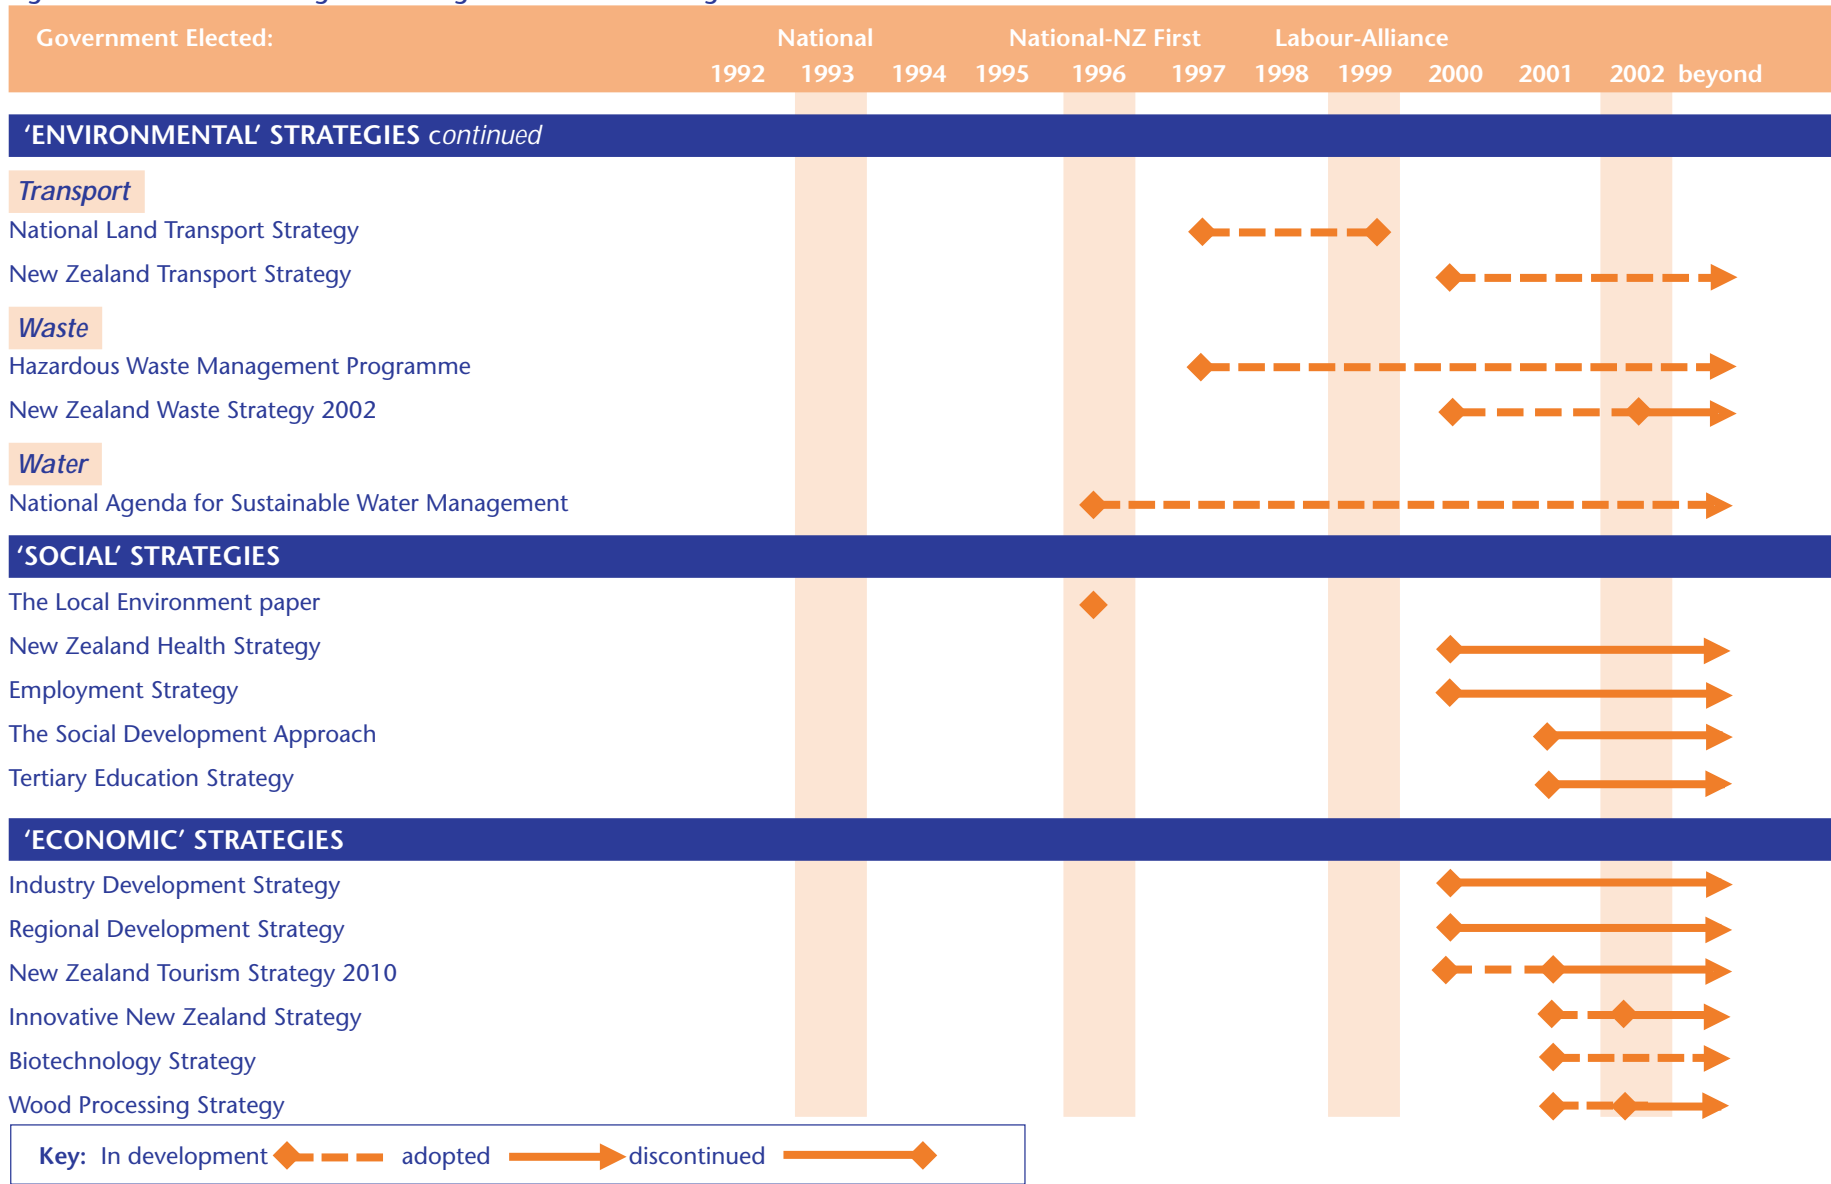 Government Elected: National National-NZ First Labour-Alliance
1992 1993 1994 1995 1996 1997 1998 1999 2000 2001 2002 beyond
‘ENVIRONMENTAL’ STRATEGIES continued
Transport
National Land Transport Strategy
New Zealand Transport Strategy
Waste
Hazardous Waste Management Programme
New Zealand Waste Strategy 2002
Water
National Agenda for Sustainable Water Management
‘SOCIAL’ STRATEGIES
The Local Environment paper
New Zealand Health Strategy
Employment Strategy
The Social Development Approach
Tertiary Education Strategy
‘ECONOMIC’ STRATEGIES
Industry Development Strategy
Regional Development Strategy
New Zealand Tourism Strategy 2010
Innovative New Zealand Strategy
Biotechnology Strategy
Wood Processing Strategy
Key: In development adopted discontinued